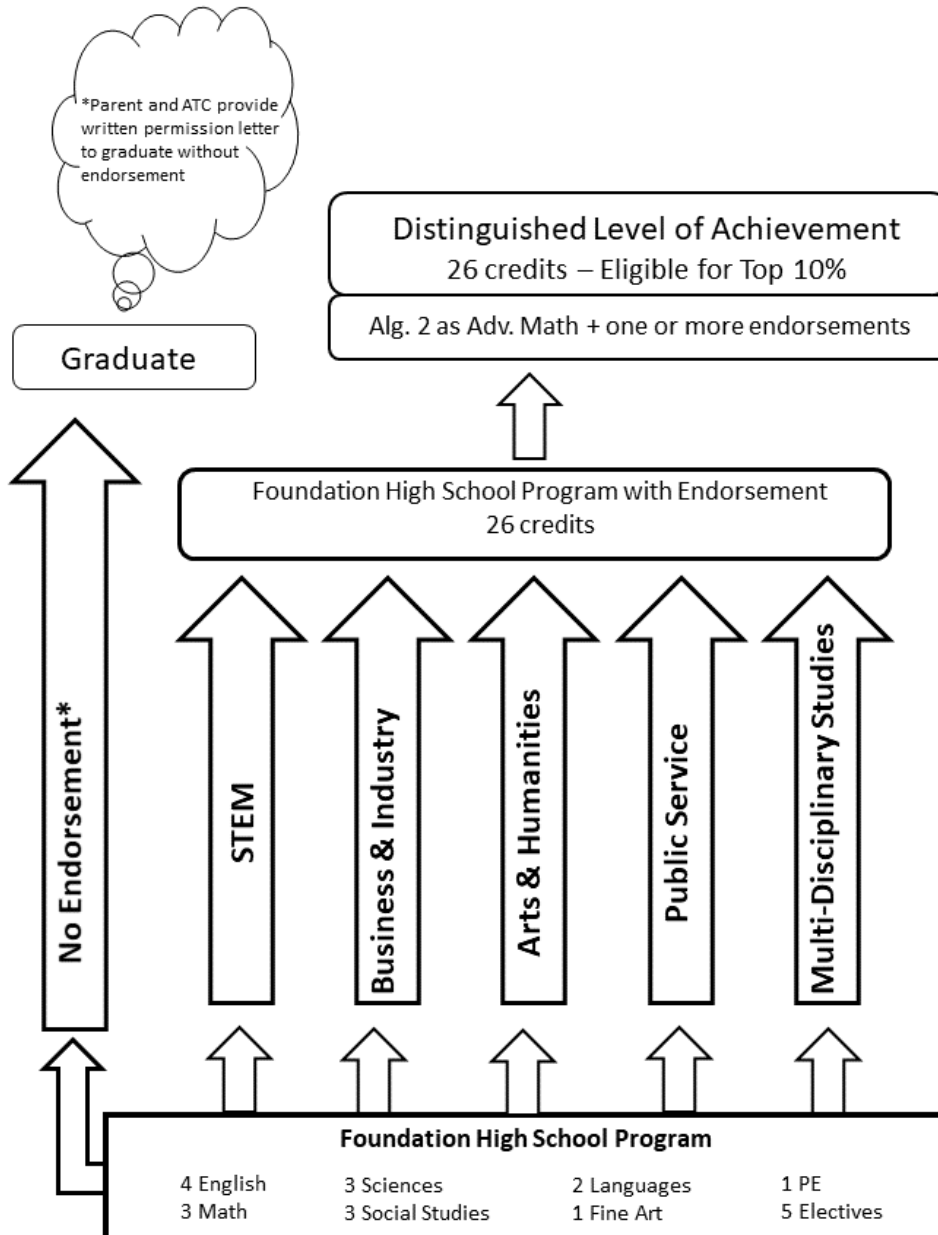 *Parent and ATC provide
written permission letter
to graduate without
endorsement
Distinguished Level of Achievement
26 credits – Eligible for Top 10%
Alg. 2 as Adv. Math + one or more endorsements
Graduate
Foundation High School Program with Endorsement
26 credits
No Endorsement*
STEM
Business & Industry
Arts & Humanities
Public Service
Multi-Disciplinary Studies
Foundation High School Program
4 English 3 Sciences 2 Languages 1 PE
3 Math 3 Social Studies 1 Fine Art 5 Electives